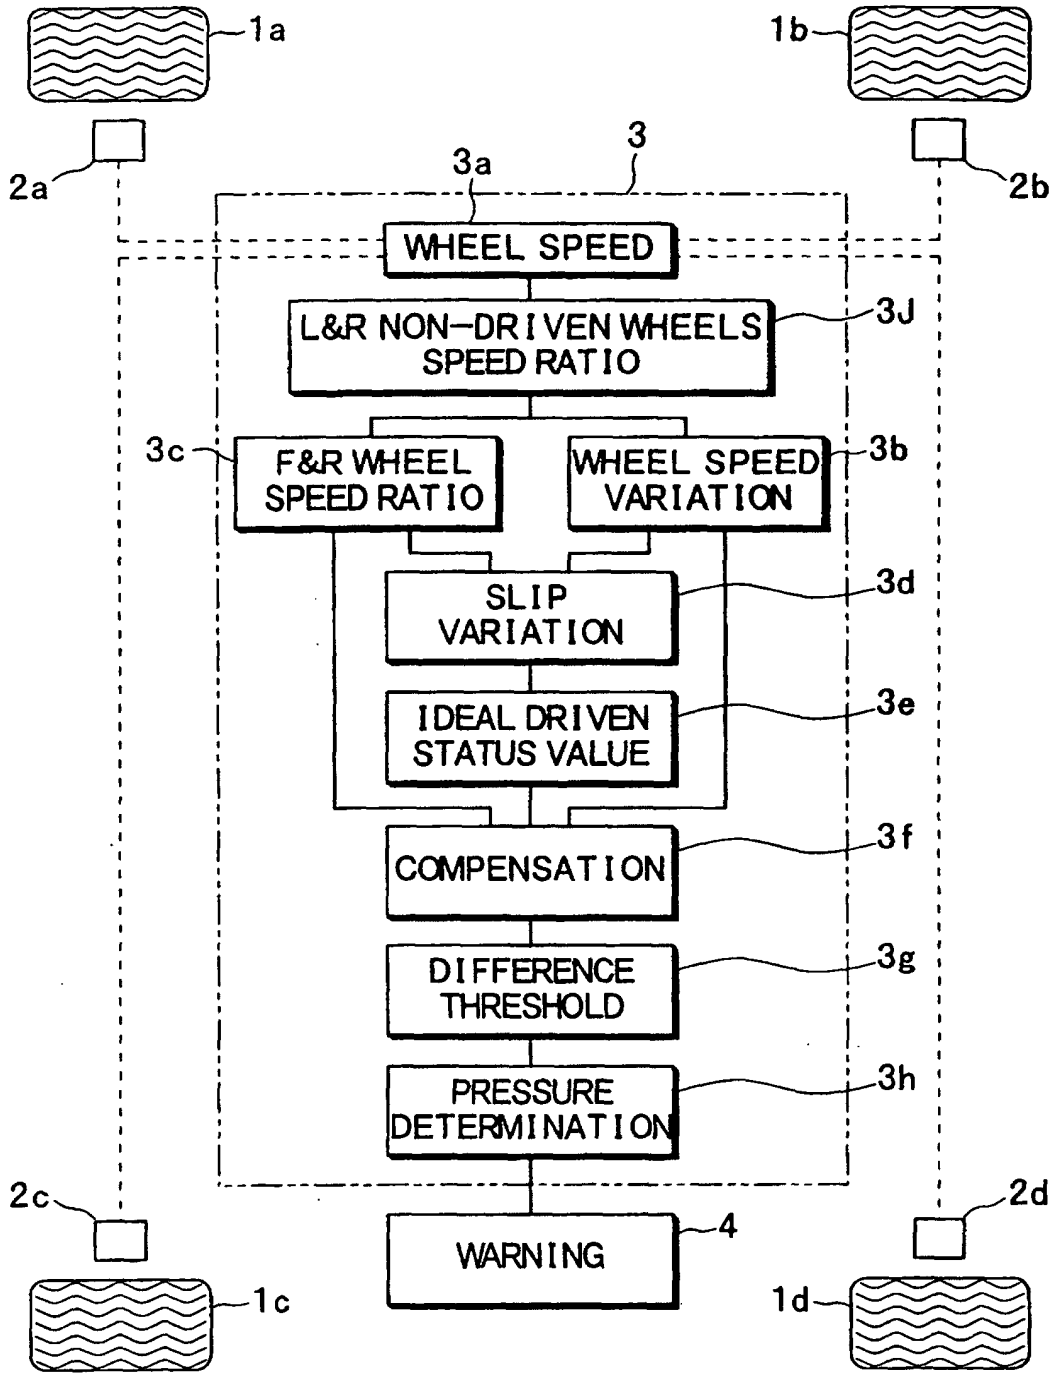 1a
1b
2a
3
3a
2b
WHEEL SPEED
3J
L&R NON-DRIVEN WHEELS
SPEED RATIO
3c
F&R WHEEL
SPEED RATIO
WHEEL SPEED
VARIATION
3b
SLIP
VARIATION
3d
IDEAL DRIVEN
STATUS VALUE
3e
COMPENSATION
3f
DIFFERENCE
THRESHOLD
3g
PRESSURE
DETERMINATION
3h
2c
2d
WARNING
4
1c
1d